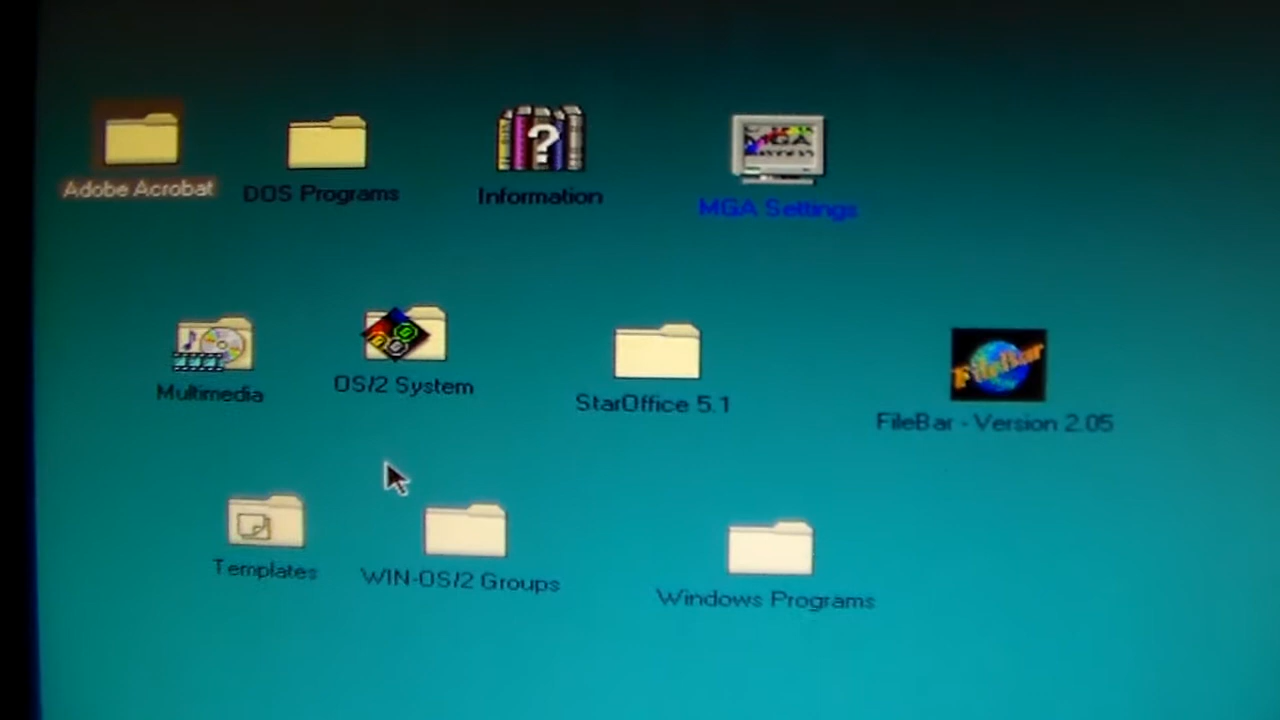 Adobe Acrobat
DOS Programs
?
Information
MGA
MGA Settings
Multimedia
OS/2 System
StarOffice 5.1
FileBar
FileBar - Version 2.05
Templates
WIN-OS/2 Groups
Windows Programs